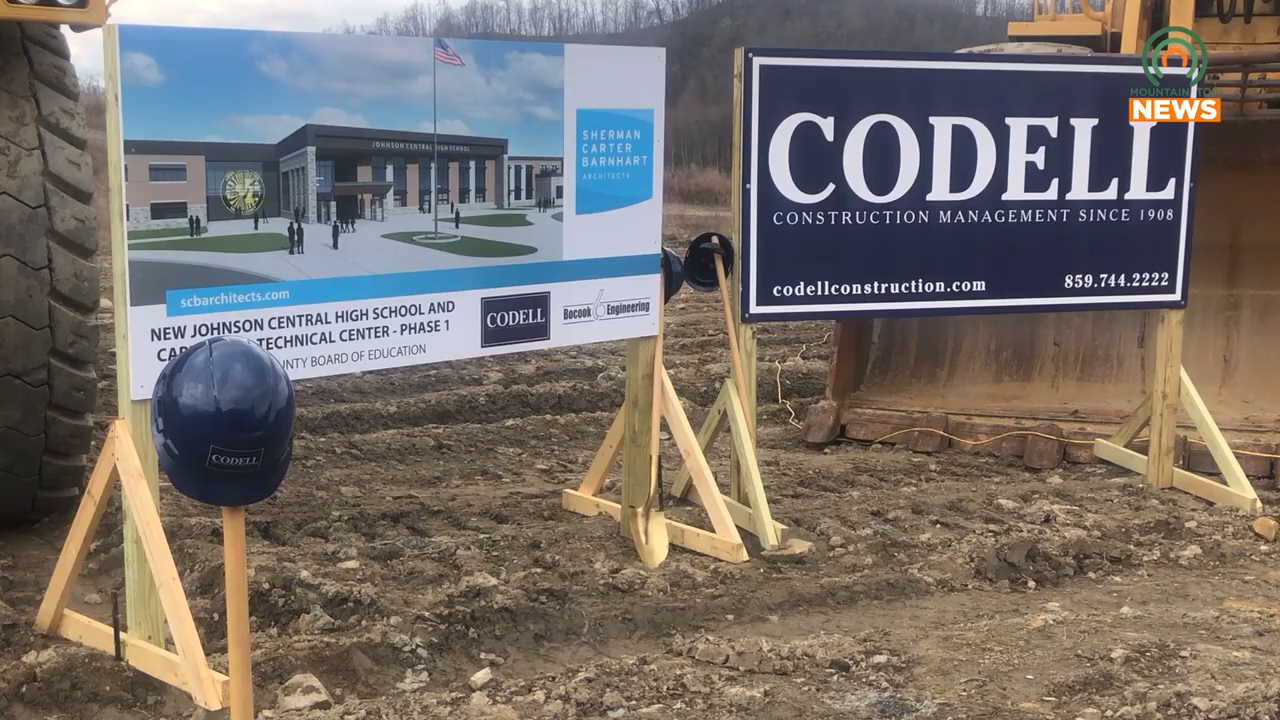 JOHNSON CENTRAL HIGH SCHOOL
SHERMAN
CARTER
BARNHART
ARCHITECTS
scbarchitects.com
NEW JOHNSON CENTRAL HIGH SCHOOL AND
TECHNICAL CENTER - PHASE 1
BOARD OF EDUCATION
CODELL
Bocook Engineering
CODELL
CODELL
CONSTRUCTION MANAGEMENT SINCE 1908
codellconstruction.com
859.744.2222
MOUNTAIN TOP
NEWS